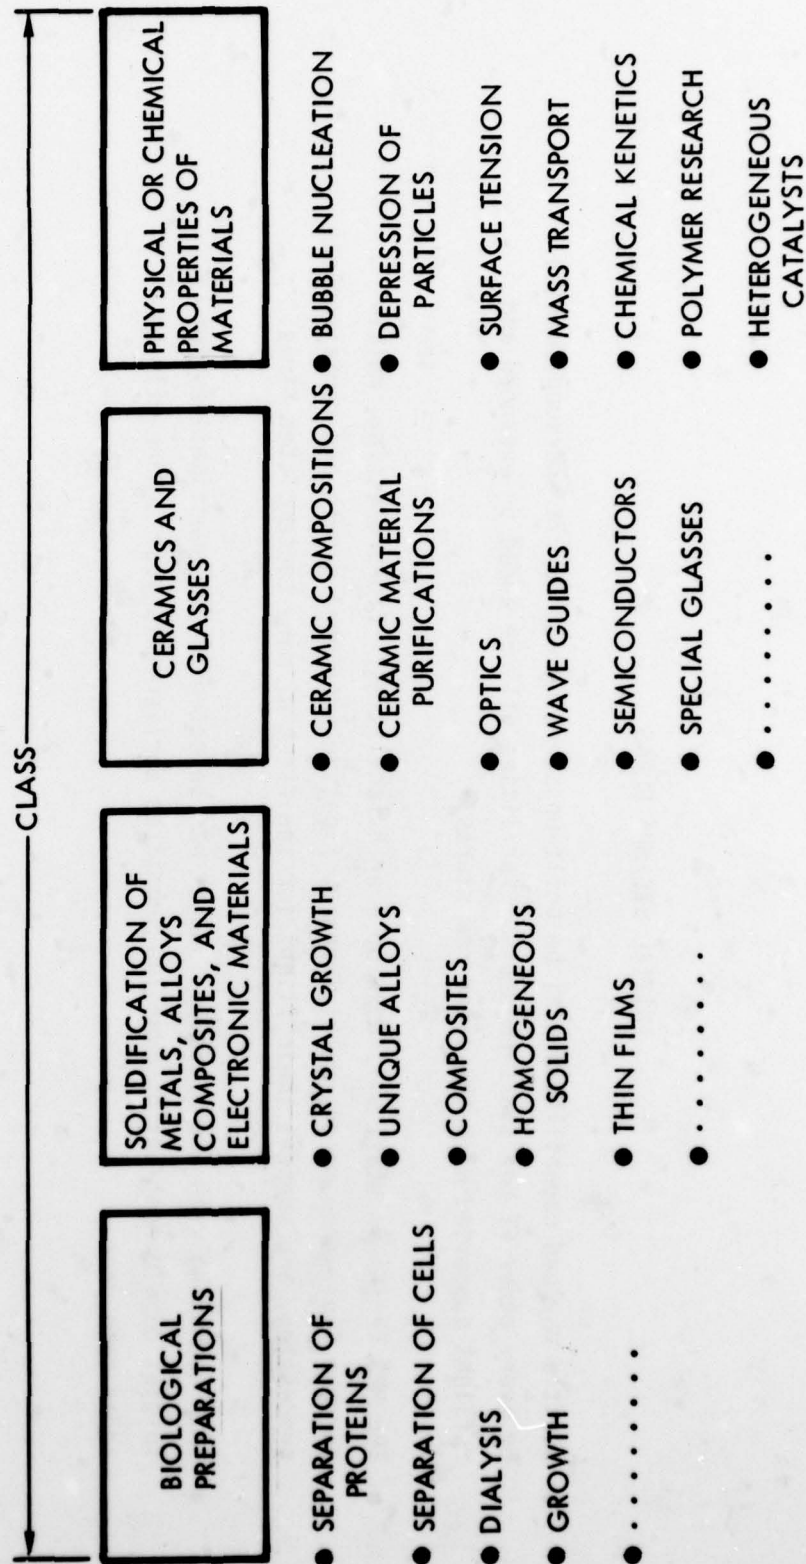 CLASS
BIOLOGICAL
PREPARATIONS
● SEPARATION OF
PROTEINS
● SEPARATION OF CELLS
● DIALYSIS
● GROWTH
● . . . . . . . .
SOLIDIFICATION OF
METALS, ALLOYS
COMPOSITES, AND
ELECTRONIC MATERIALS
● CRYSTAL GROWTH
● UNIQUE ALLOYS
● COMPOSITES
● HOMOGENEOUS
SOLIDS
● THIN FILMS
● . . . . . . .
CERAMICS AND
GLASSES
● CERAMIC COMPOSITIONS
● CERAMIC MATERIAL
PURIFICATIONS
● OPTICS
● WAVE GUIDES
● SEMICONDUCTORS
● SPECIAL GLASSES
● . . . . . . . .
PHYSICAL OR CHEMICAL
PROPERTIES OF
MATERIALS
● BUBBLE NUCLEATION
● DEPRESSION OF
PARTICLES
● SURFACE TENSION
● MASS TRANSPORT
● CHEMICAL KENETICS
● POLYMER RESEARCH
● HETEROGENEOUS
CATALYSTS